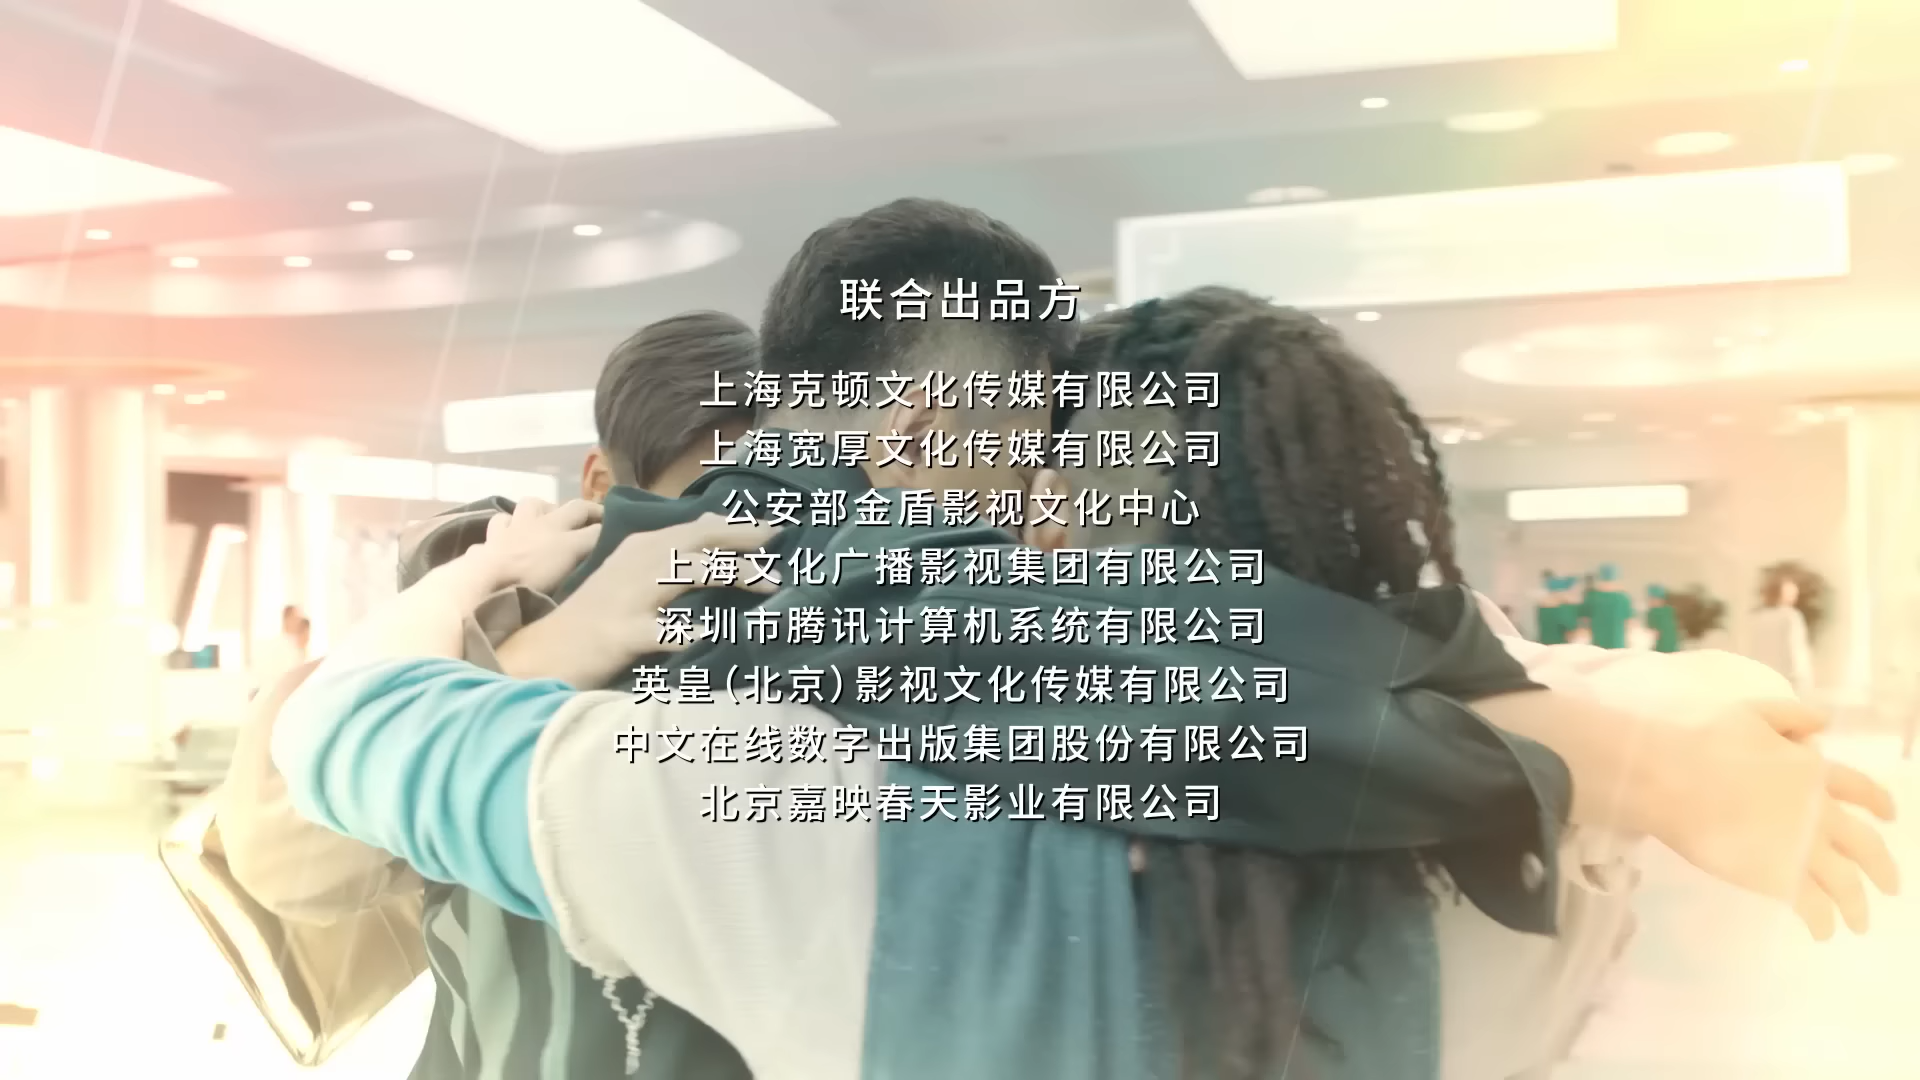 联合出品方
上海克顿文化传媒有限公司
上海宽厚文化传媒有限公司
公安部金盾影视文化中心
上海文化广播影视集团有限公司
深圳市腾讯计算机系统有限公司
英皇(北京)影视文化传媒有限公司
中文在线数字出版集团股份有限公司
北京嘉映春天影业有限公司